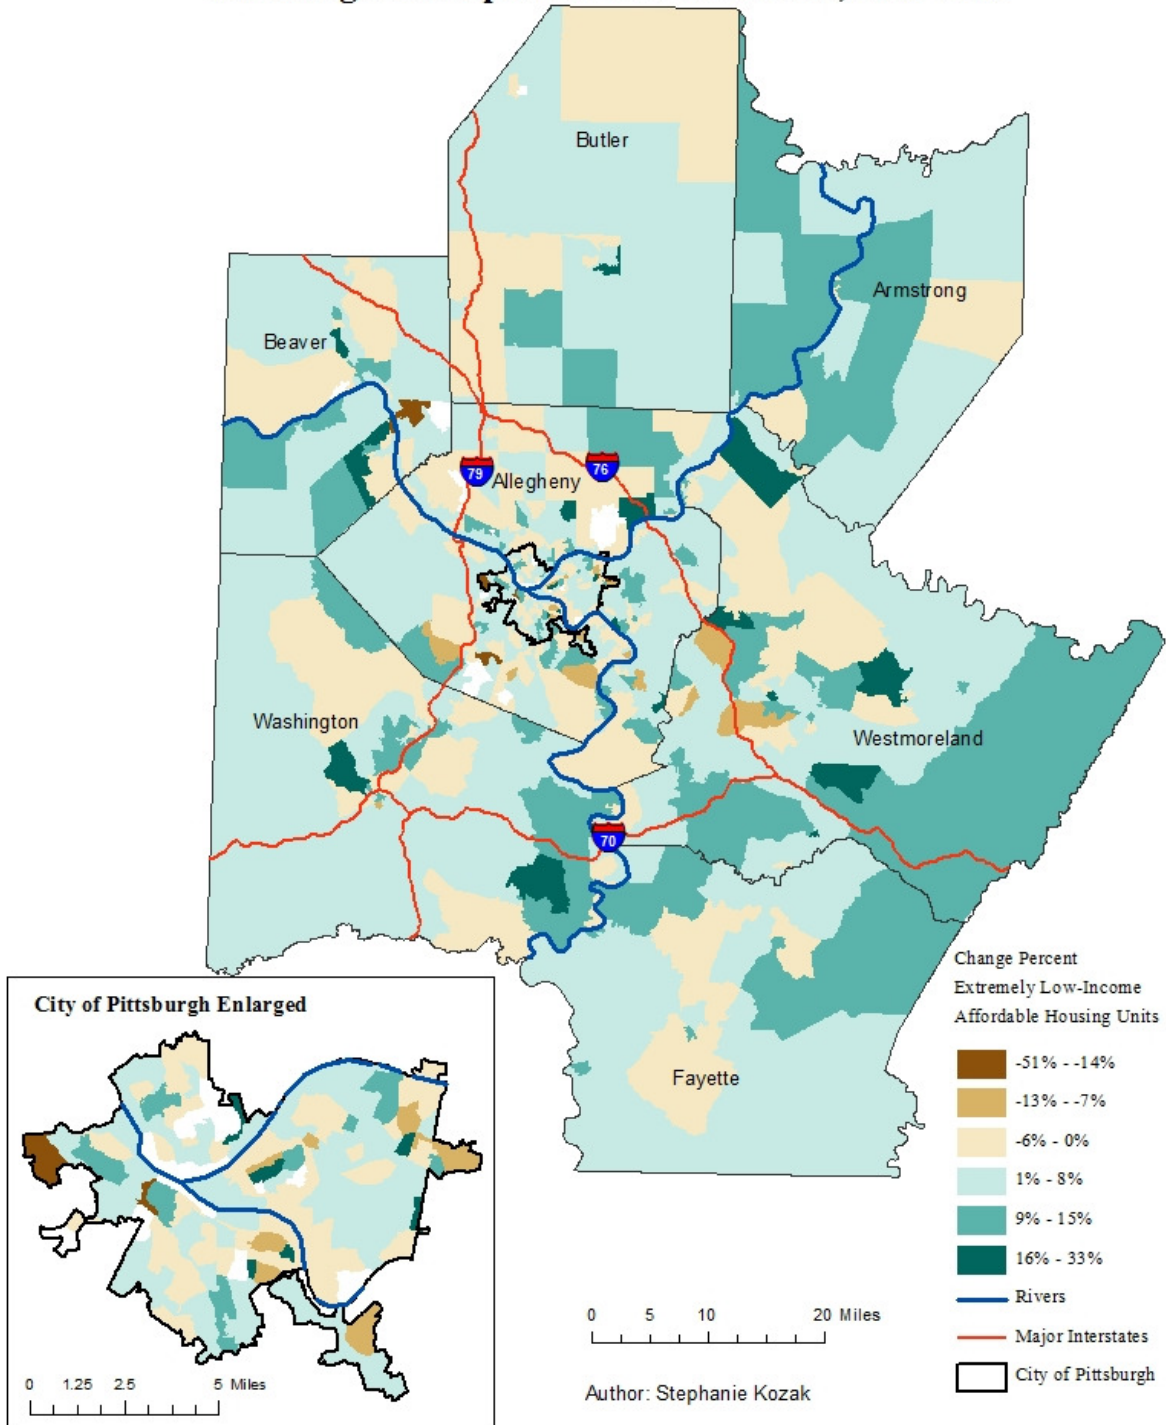 Butler
Armstrong
Beaver
79
76
Allegheny
Washington
Westmoreland
70
Fayette
City of Pittsburgh Enlarged
0 1.25 2.5 5 Miles
Change Percent
Extremely Low-Income
Affordable Housing Units
-51% - -14%
-13% - -7%
-6% - 0%
1% - 8%
9% - 15%
16% - 33%
Rivers
Major Interstates
City of Pittsburgh
0 5 10 20 Miles
Author: Stephanie Kozak